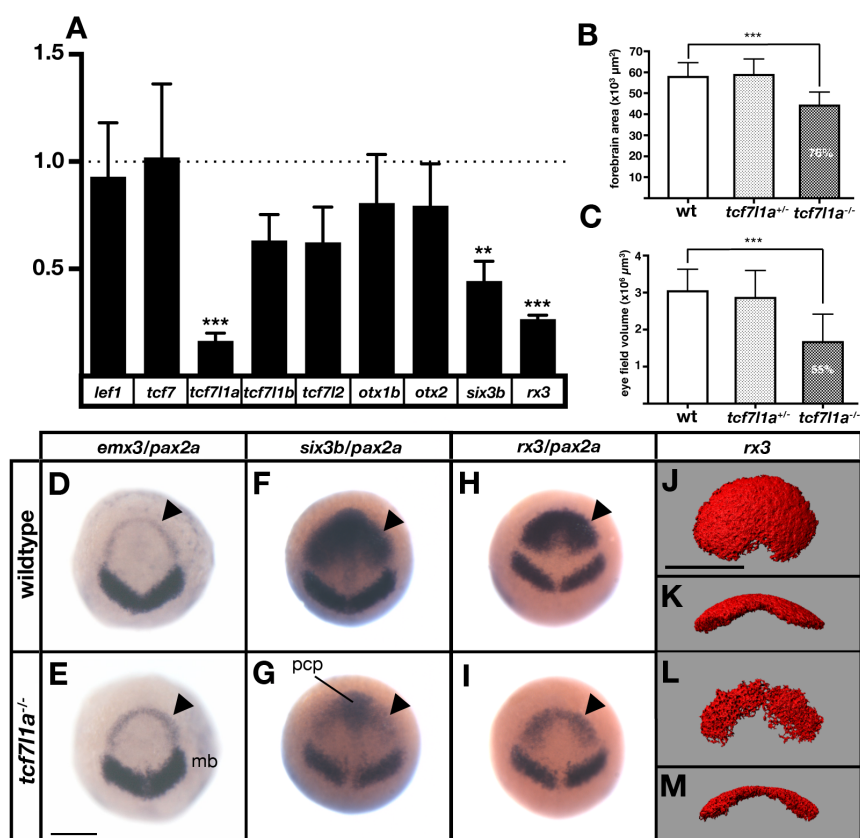 A
1.5
1.0
0.5
***
**
***
lef1 tcf7 tcf7l1a tcf7l1b tcf7l2 otx1b otx2 six3b rx3
B
***
forebrain area (x10³ µm²)
70
60
50
40
30
20
10
76%
wt tcf7l1a+/- tcf7l1a-/-
C
***
eye field volume (x10⁶ µm³)
4
3
2
1
55%
wt tcf7l1a+/- tcf7l1a-/-
emx3/pax2a six3b/pax2a rx3/pax2a rx3
wildtype
D F H J
K
tcf7l1a-/-
E G I L
pcp
mb
M